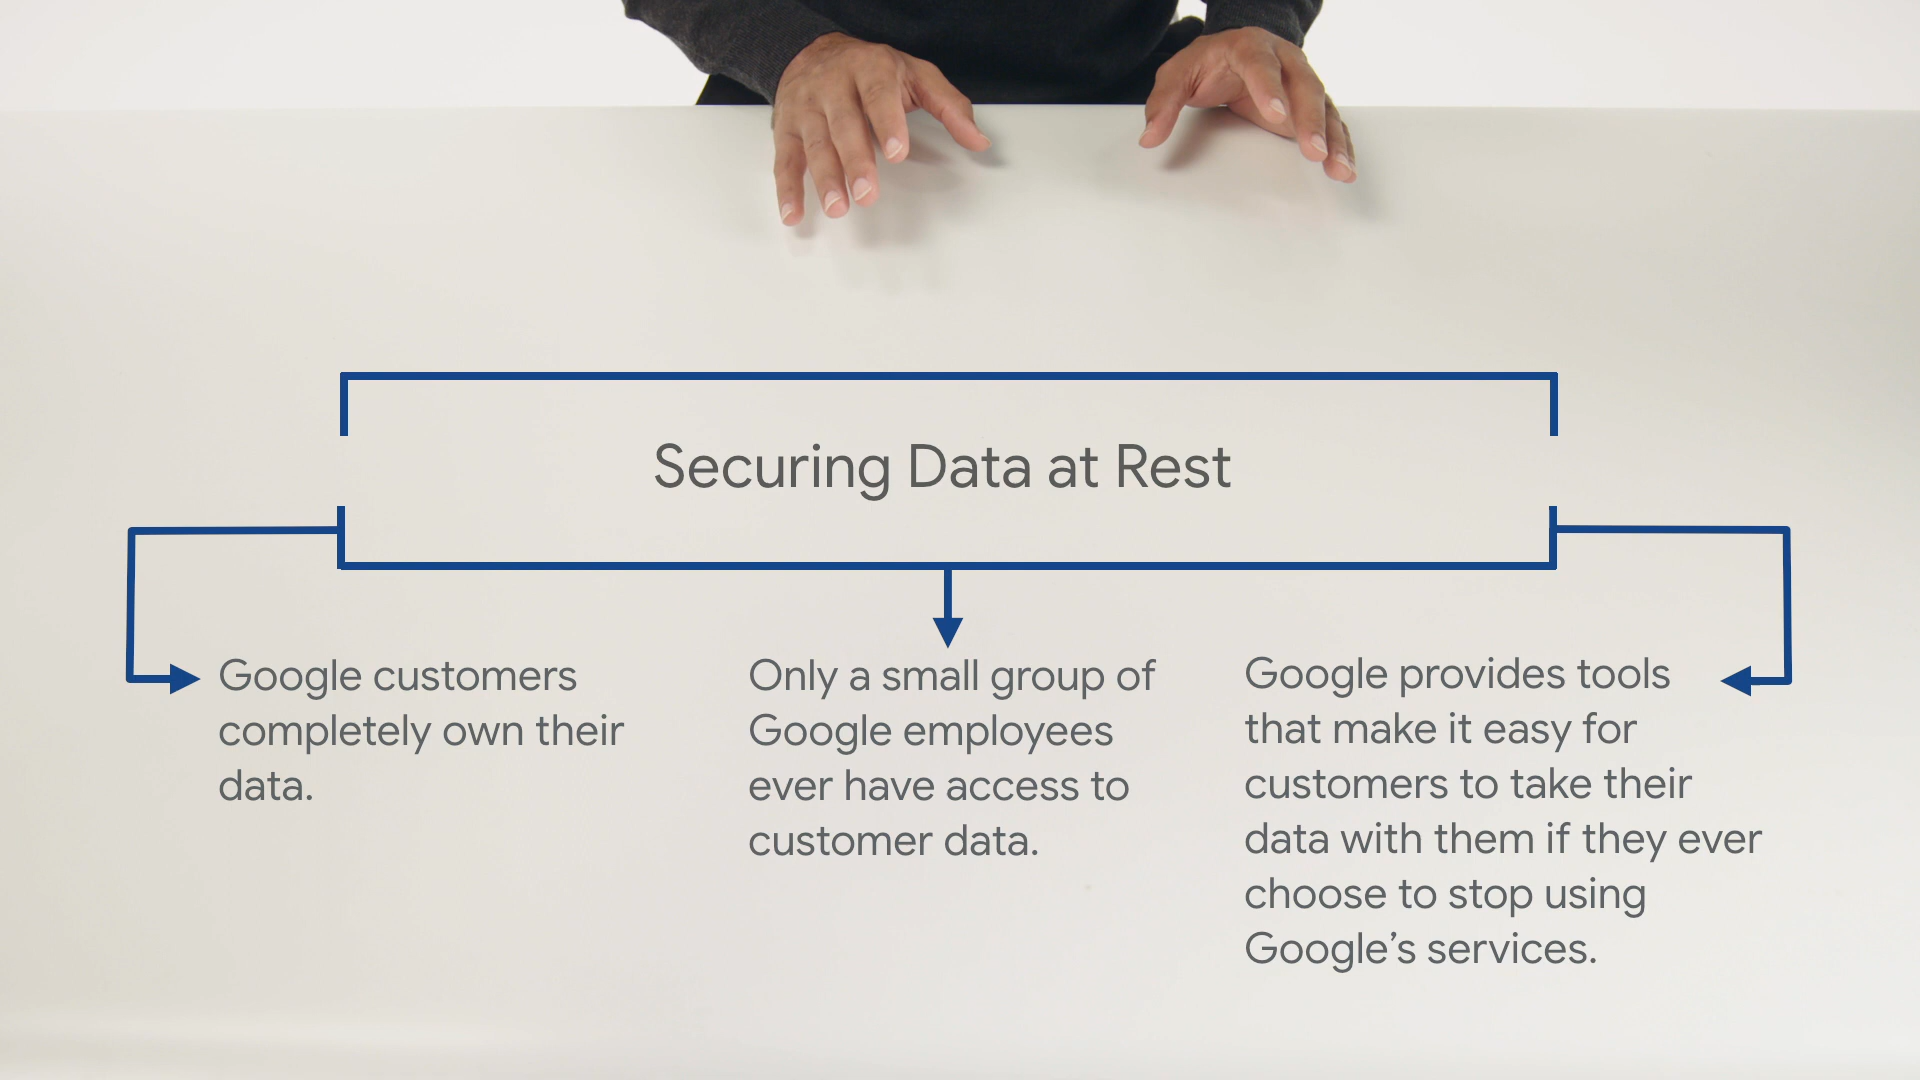 Securing Data at Rest
Google customers
completely own their
data.
Only a small group of
Google employees
ever have access to
customer data.
Google provides tools
that make it easy for
customers to take their
data with them if they ever
choose to stop using
Google’s services.